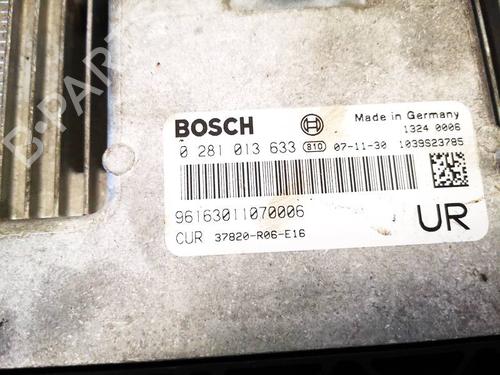 BOSCH
Made in Germany
1324 0006
0 281 013 633 810 07-11-30 1039S23785
96163011070006
CUR 37820-R06-E16
UR
B-PARTS